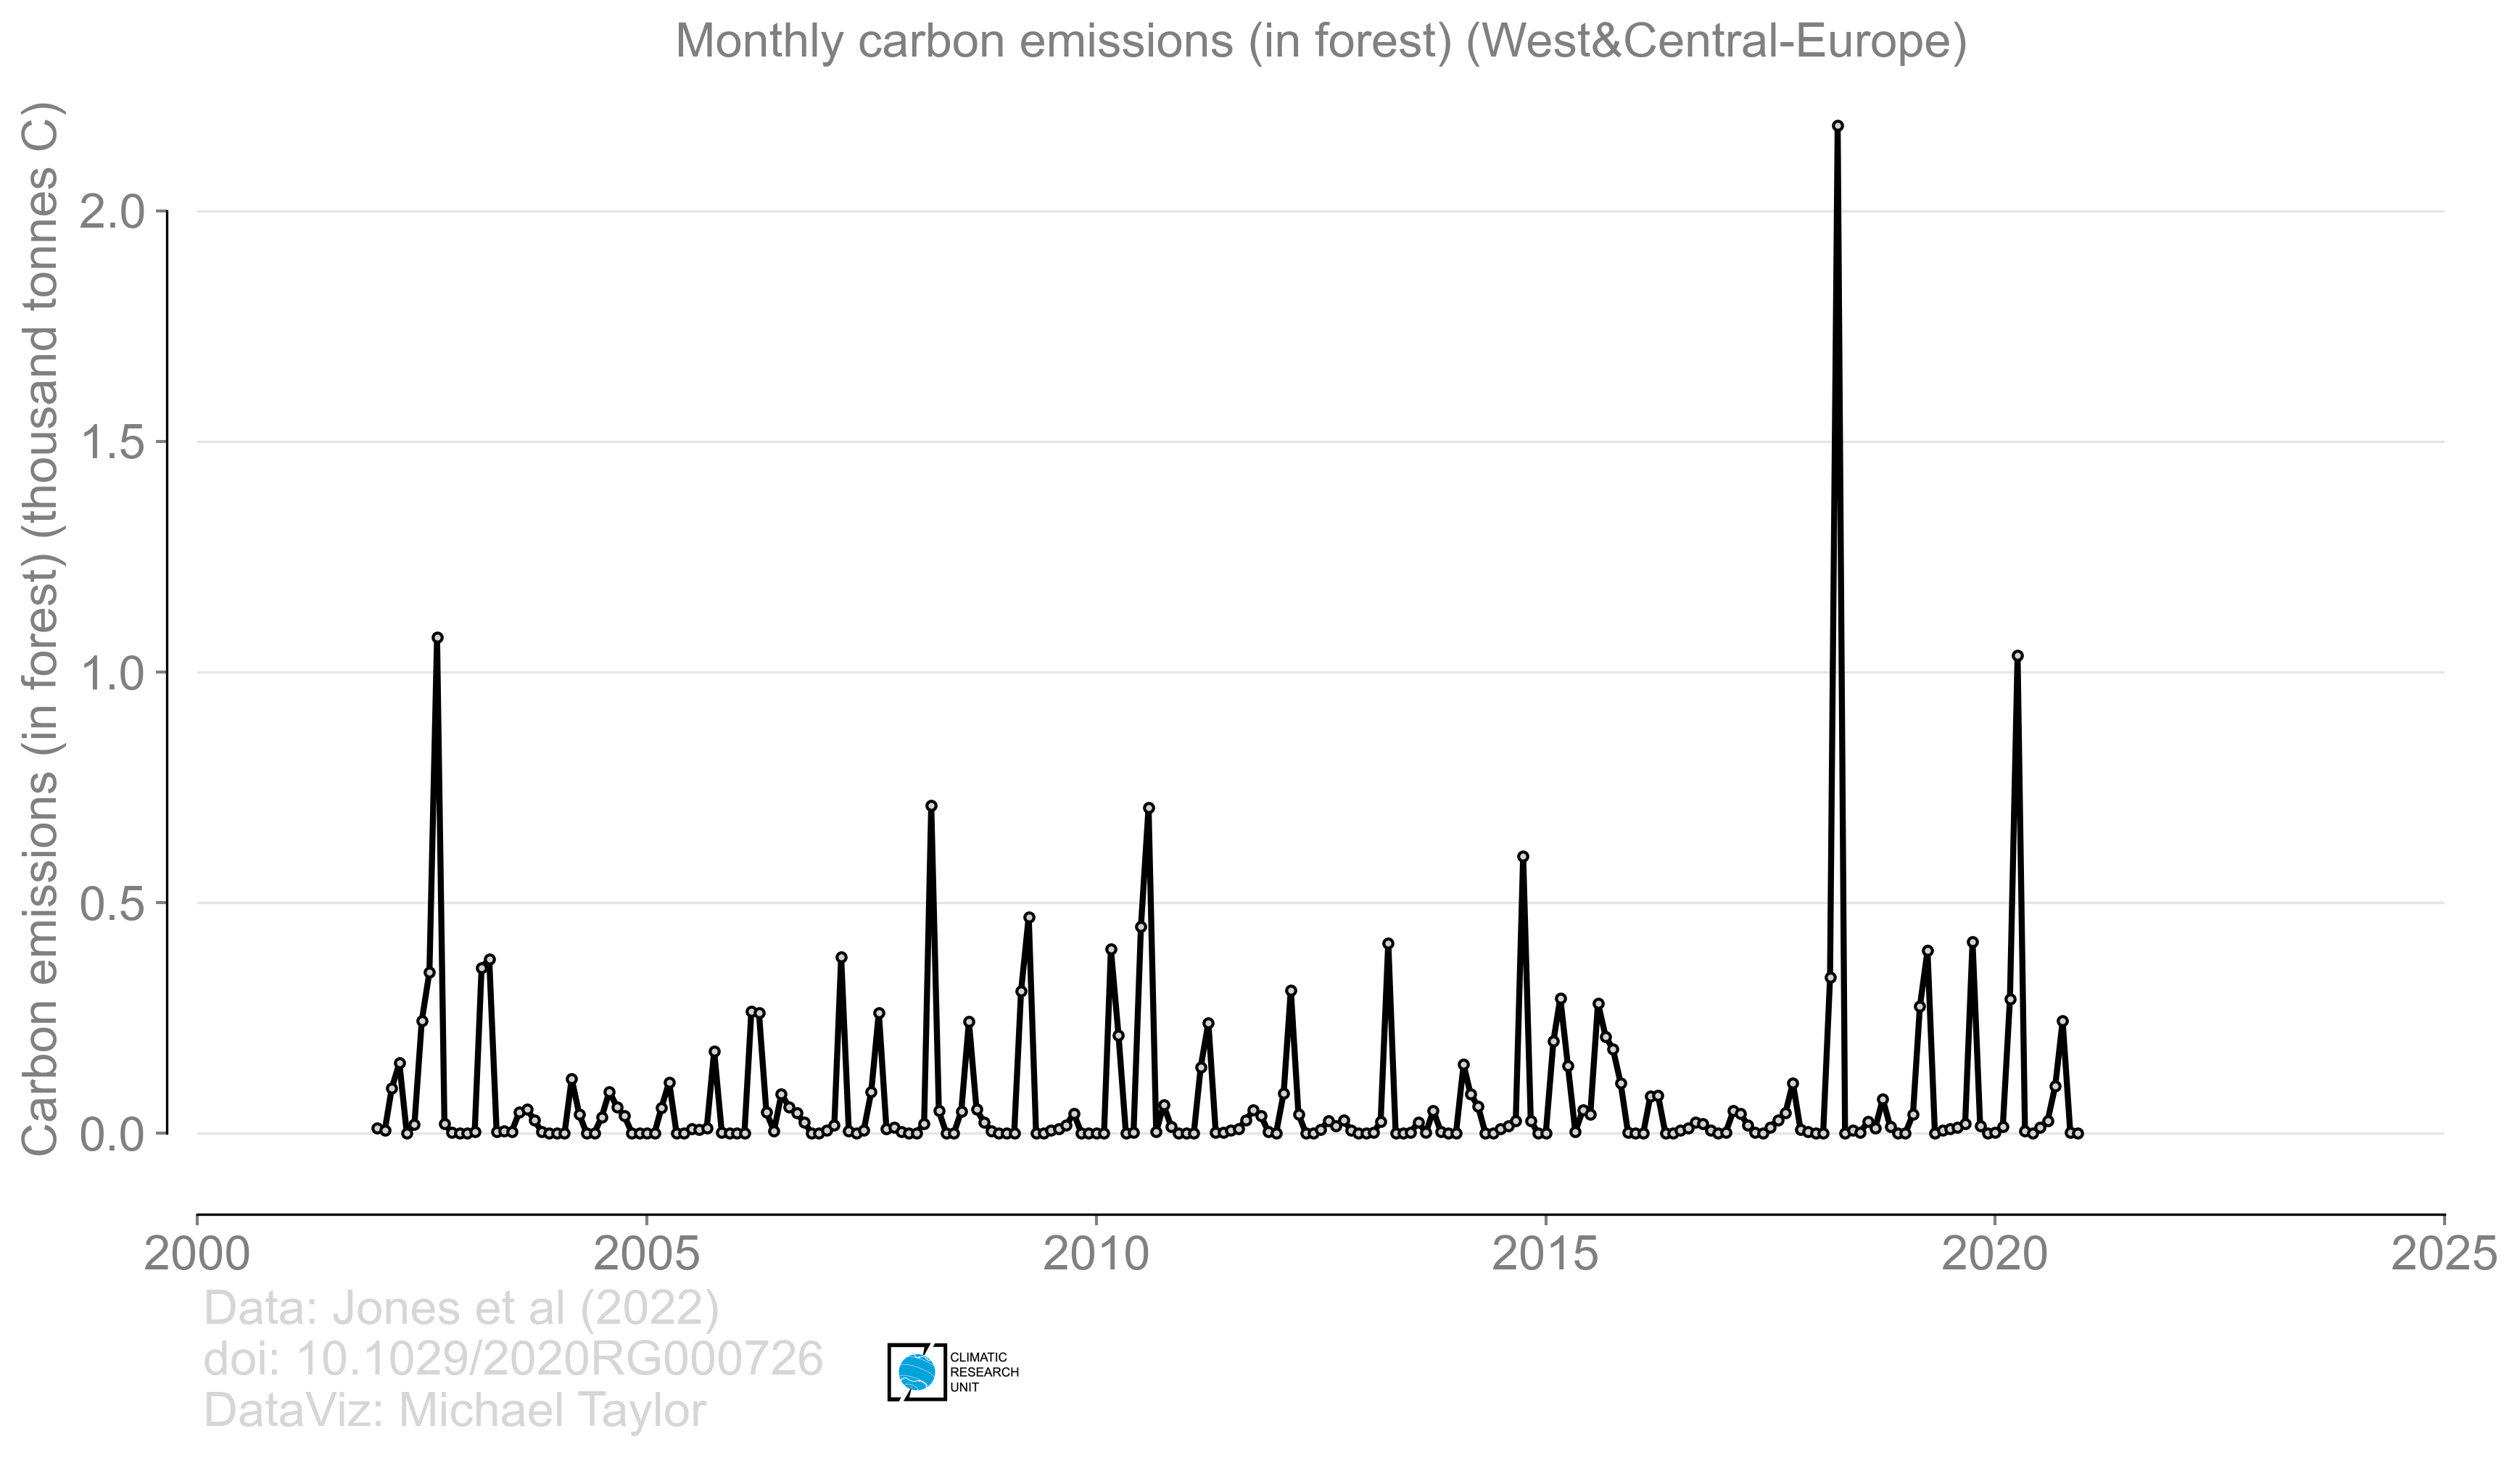 Monthly carbon emissions (in forest) (West&Central-Europe)
Carbon emissions (in forest) (thousand tonnes C)
2.0
1.5
1.0
0.5
0.0
2000 2005 2010 2015 2020 2025
Data: Jones et al (2022)
doi: 10.1029/2020RG000726
DataViz: Michael Taylor
CLIMATIC
RESEARCH
UNIT